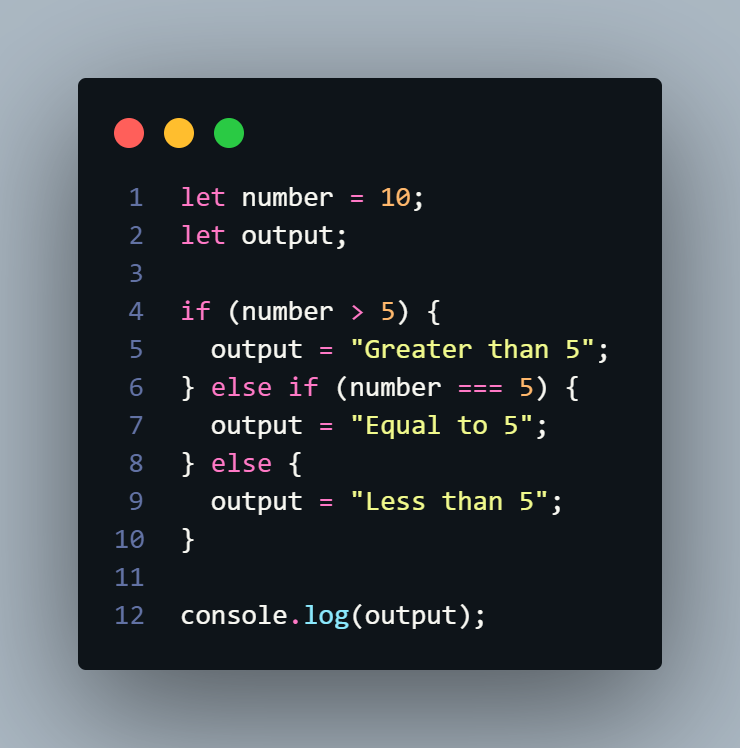 1 let number = 10;
2 let output;
3
4 if (number > 5) {
5   output = "Greater than 5";
6 } else if (number === 5) {
7   output = "Equal to 5";
8 } else {
9   output = "Less than 5";
10 }
11
12 console.log(output);